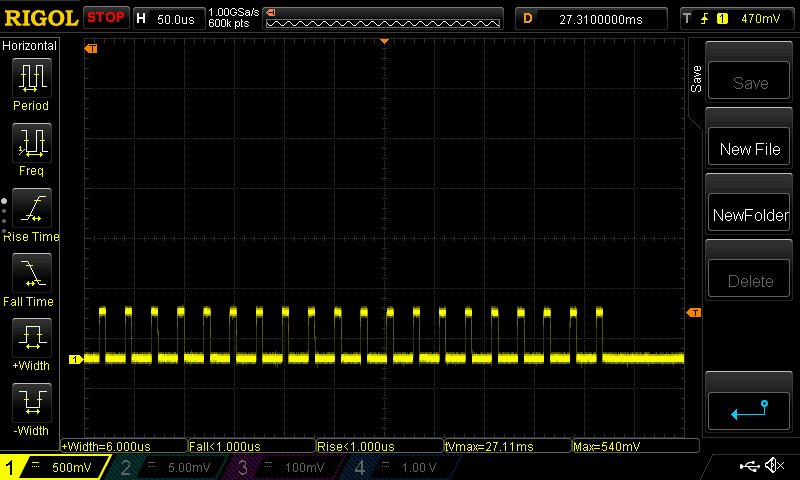 RIGOL STOP H 50.0us 1.00GSa/s 600k pts D 27.3100000ms T 1 470mV
Horizontal
T
Save
Save
Period
New File
Freq
NewFolder
Rise Time
Delete
T
Fall Time
1
+Width
-Width
+Width=6.000us Fall<1.000us Rise<1.000us tVmax=27.11ms Max=540mV
1 500mV 2 5.00mV 3 100mV 4 1.00 V